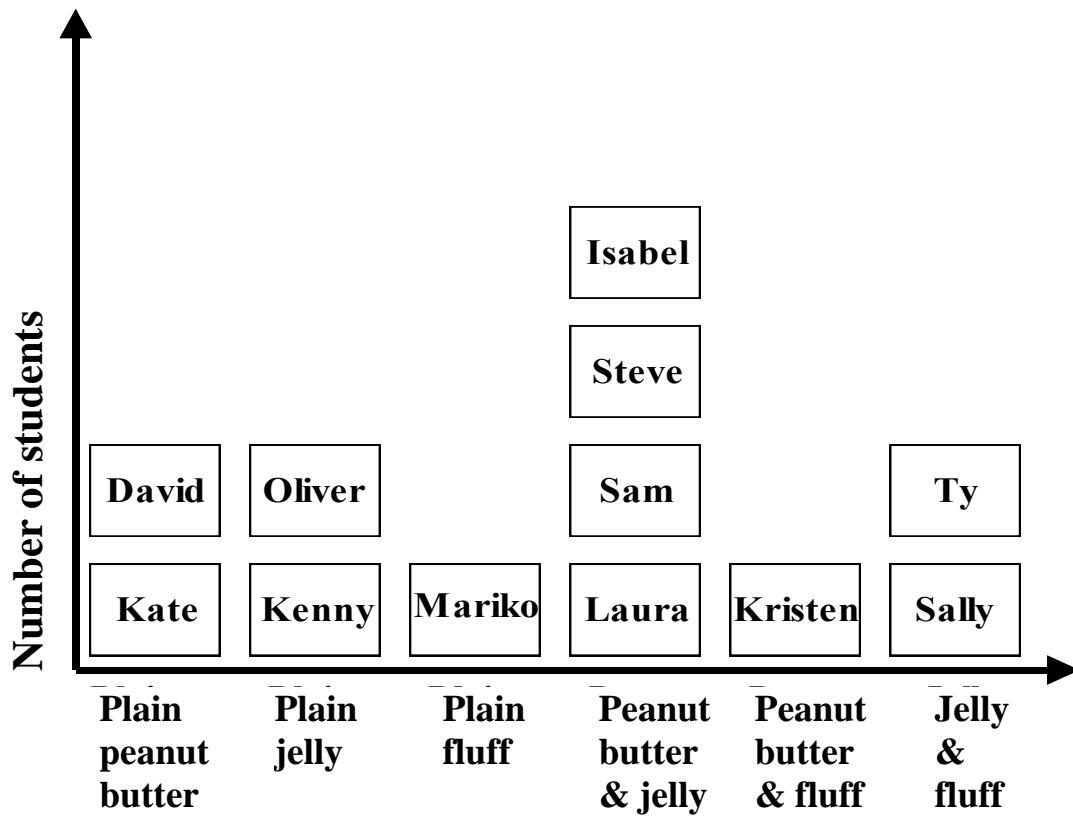 Number of students
Isabel
Steve
David
Oliver
Sam
Ty
Kate
Kenny
Mariko
Laura
Kristen
Sally
Plain
peanut
butter
Plain
jelly
Plain
fluff
Peanut
butter
& jelly
Peanut
butter
& fluff
Jelly
&
fluff